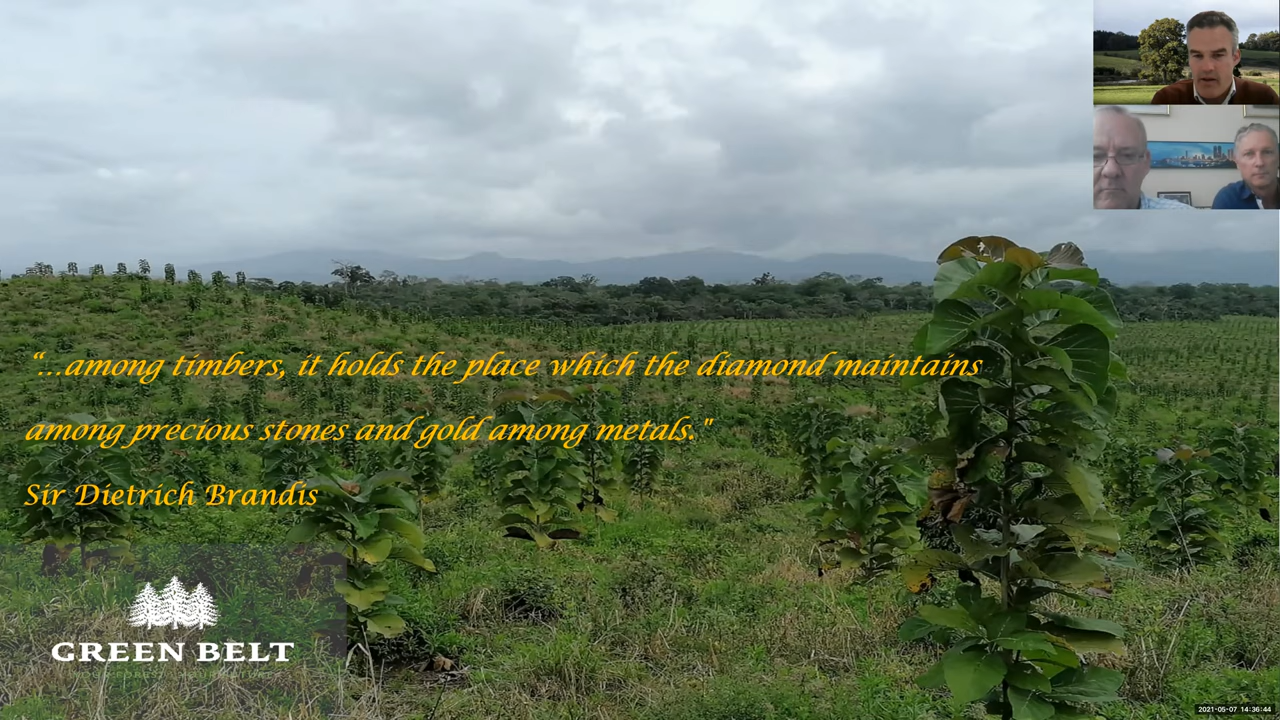 “...among timbers, it holds the place which the diamond maintains
among precious stones and gold among metals."
Sir Dietrich Brandis
GREEN BELT
2021-05-07 14:36:44